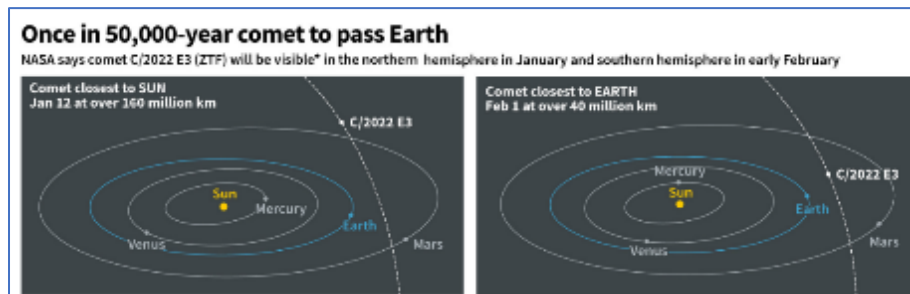 Once in 50,000-year comet to pass Earth
NASA says comet C/2022 E3 (ZTF) will be visible* in the northern hemisphere in January and southern hemisphere in early February
Comet closest to SUN
Jan 12 at over 160 million km
C/2022 E3
Sun
Mercury
Earth
Venus
Mars
Comet closest to EARTH
Feb 1 at over 40 million km
Mercury
C/2022 E3
Sun
Earth
Mars
Venus